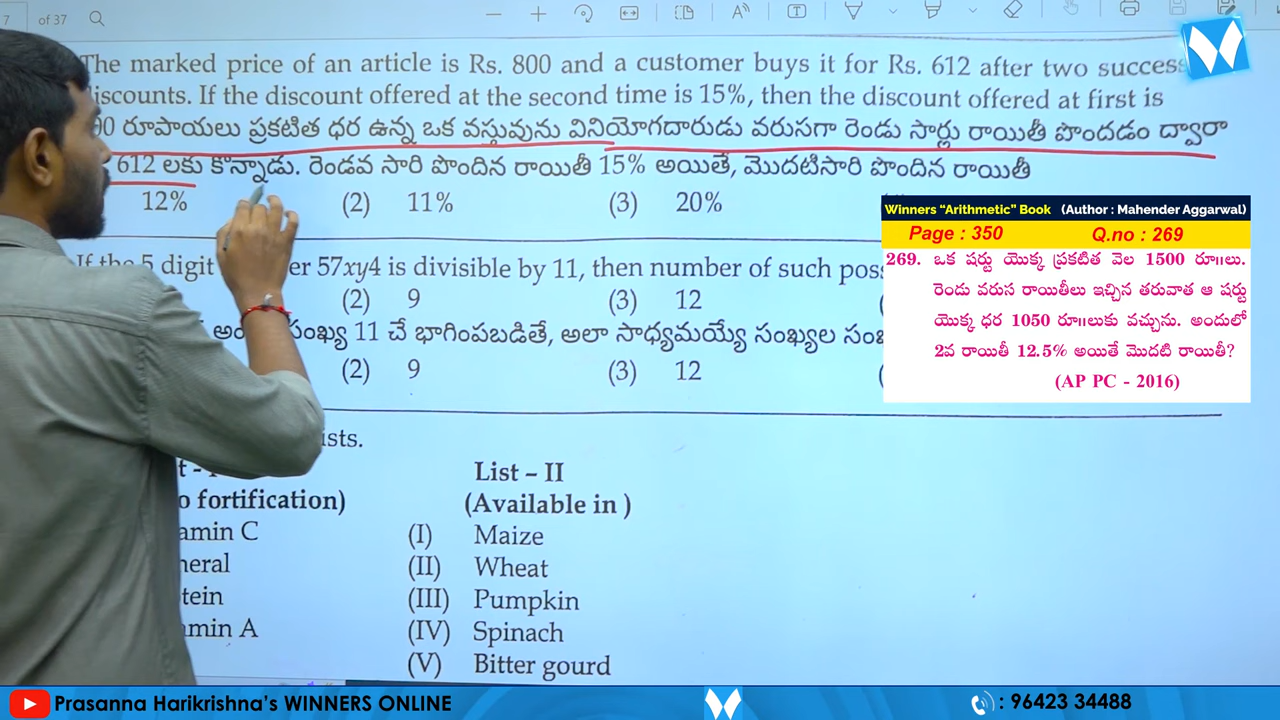 7 of 37
The marked price of an article is Rs. 800 and a customer buys it for Rs. 612 after two success
iscounts. If the discount offered at the second time is 15%, then the discount offered at first is
00 రూపాయలు ప్రకటిత ధర ఉన్న ఒక వస్తువును వినియోగదారుడు వరుసగా రెండు సార్లు రాయితీ పొందడం ద్వారా
612 లకు కొన్నాడు. రెండవ సారి పొందిన రాయితీ 15% అయితే, మొదటిసారి పొందిన రాయితీ
12% (2) 11% (3) 20%
If the 5 digit er 57xy4 is divisible by 11, then number of such poss
(2) 9 (3) 12
సంఖ్య 11 చే భాగింపబడితే, అలా సాధ్యమయ్యే సంఖ్యల సంఖ
(2) 9 (3) 12
Winners “Arithmetic” Book (Author : Mahender Aggarwal)
Page : 350 Q.no : 269
269. ఒక షర్టు యొక్క ప్రకటిత వెల 1500 రూ॥లు.
రెండు వరుస రాయితీలు ఇచ్చిన తరువాత ఆ షర్టు
యొక్క ధర 1050 రూ॥లుకు వచ్చును. అందులో
2వ రాయితీ 12.5% అయితే మొదటి రాయితీ?
(AP PC - 2016)
ists.
List – II
o fortification) (Available in )
amin C (I) Maize
neral (II) Wheat
tein (III) Pumpkin
amin A (IV) Spinach
(V) Bitter gourd
Prasanna Harikrishna’s WINNERS ONLINE
: 96423 34488